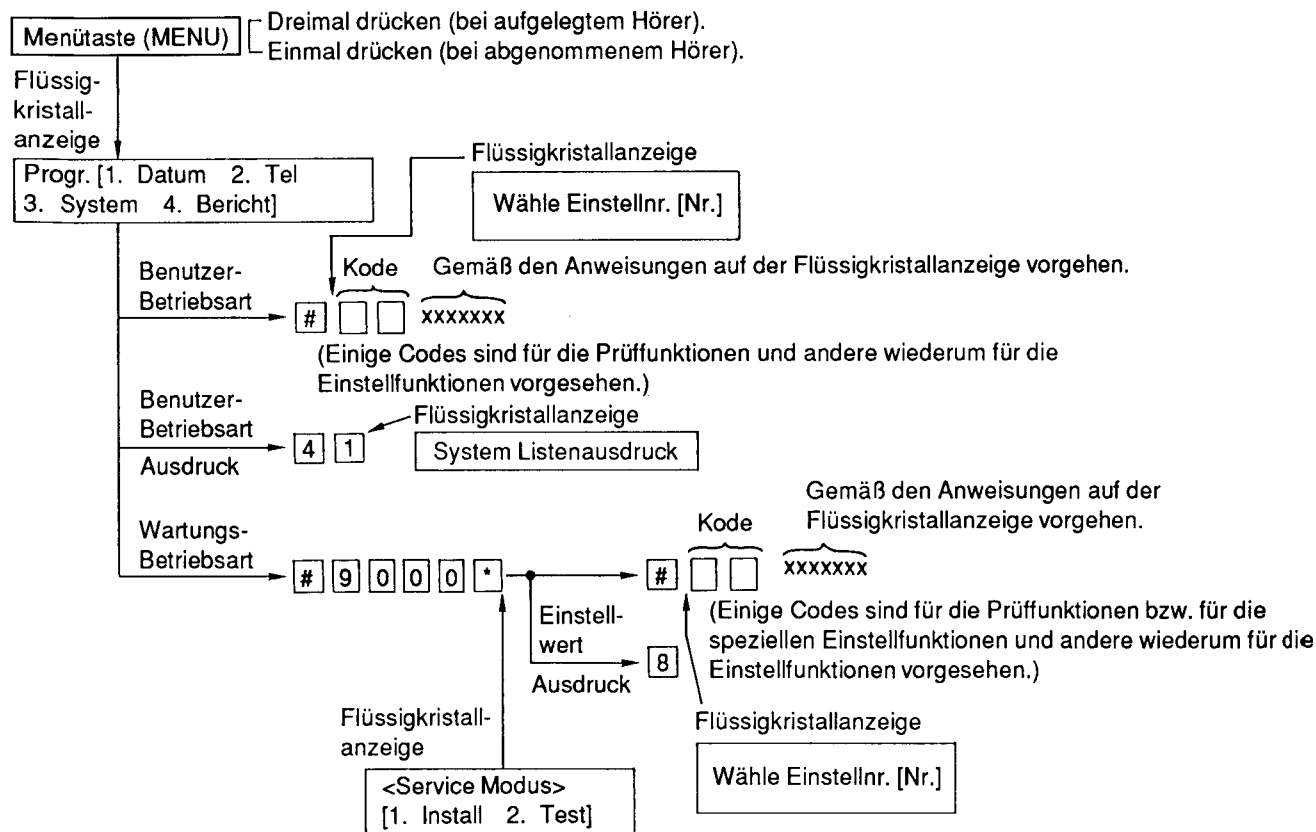 Menütaste (MENU)
Dreimal drücken (bei aufgelegtem Hörer).
Einmal drücken (bei abgenommenem Hörer).
Flüssig-
kristall-
anzeige
Progr. [1. Datum 2. Tel
3. System 4. Bericht]
Flüssigkristallanzeige
Wähle Einstellnr. [Nr.]
Benutzer-
Betriebsart
Kode
Gemäß den Anweisungen auf der Flüssigkristallanzeige vorgehen.
# xxxxxxx
(Einige Codes sind für die Prüffunktionen und andere wiederum für die
Einstellfunktionen vorgesehen.)
Benutzer-
Betriebsart
Ausdruck
4 1
Flüssigkristallanzeige
System Listenausdruck
Wartungs-
Betriebsart
# 9 0 0 0 *
Kode
Gemäß den Anweisungen auf der
Flüssigkristallanzeige vorgehen.
# xxxxxxx
(Einige Codes sind für die Prüffunktionen bzw. für die
speziellen Einstellfunktionen und andere wiederum für die
Einstellfunktionen vorgesehen.)
Einstell-
wert
Ausdruck
8
Flüssigkristall-
anzeige
<Service Modus>
[1. Install 2. Test]
Flüssigkristallanzeige
Wähle Einstellnr. [Nr.]